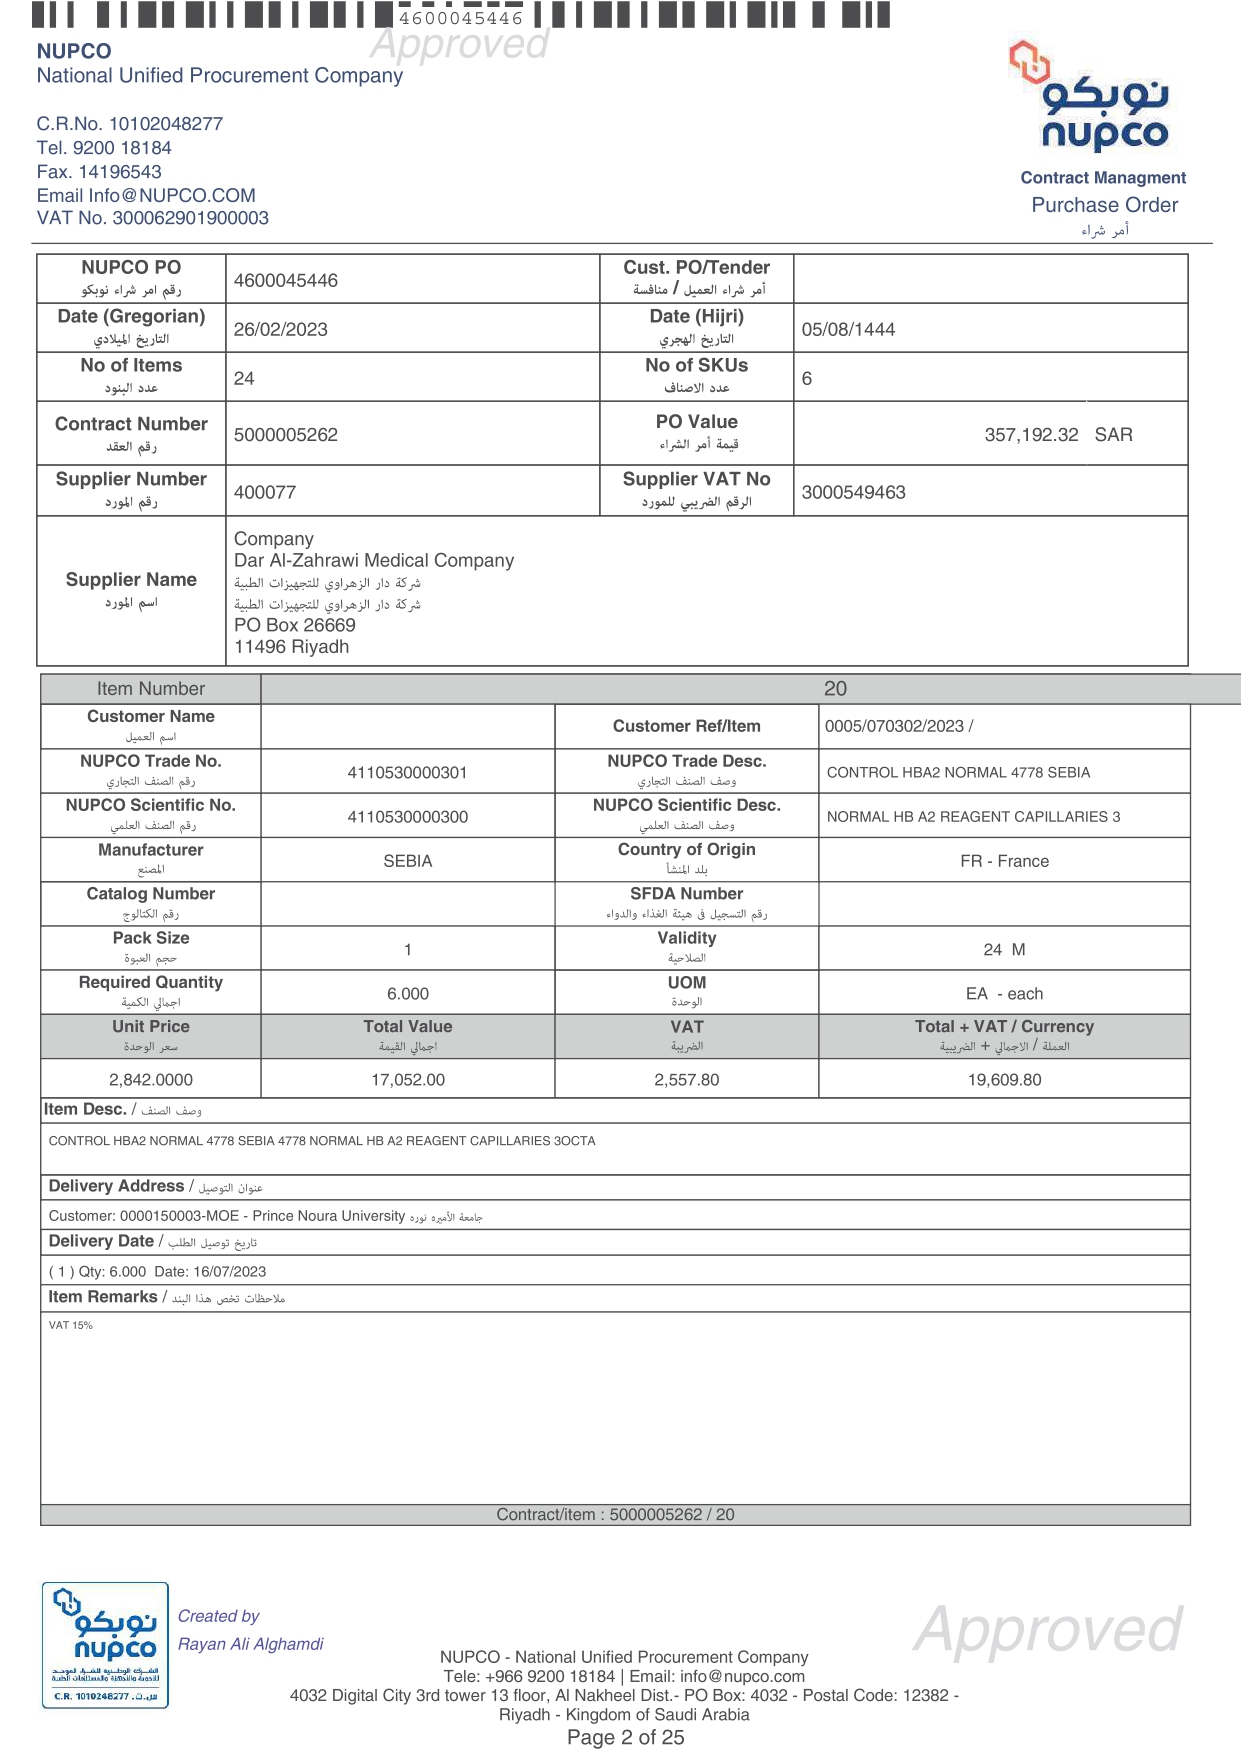 4600045446
Approved
NUPCO
National Unified Procurement Company
C.R.No. 10102048277
Tel. 9200 18184
Fax. 14196543
Email Info@NUPCO.COM
VAT No. 300062901900003
نوبكو
nupco
Contract Managment
Purchase Order
أمر شراء
NUPCO PO
رقم امر شراء نوبكو
4600045446
Cust. PO/Tender
أمر شراء العميل / منافسة
Date (Gregorian)
التاريخ الميلادي
26/02/2023
Date (Hijri)
التاريخ الهجري
05/08/1444
No of Items
عدد البنود
24
No of SKUs
عدد الاصناف
6
Contract Number
رقم العقد
5000005262
PO Value
قيمة أمر الشراء
357,192.32 SAR
Supplier Number
رقم المورد
400077
Supplier VAT No
الرقم الضريبي للمورد
3000549463
Supplier Name
اسم المورد
Company
Dar Al-Zahrawi Medical Company
شركة دار الزهراوي للتجهيزات الطبية
شركة دار الزهراوي للتجهيزات الطبية
PO Box 26669
11496 Riyadh
Item Number
20
Customer Name
اسم العميل
Customer Ref/Item
0005/070302/2023 /
NUPCO Trade No.
رقم الصنف التجاري
4110530000301
NUPCO Trade Desc.
وصف الصنف التجاري
CONTROL HBA2 NORMAL 4778 SEBIA
NUPCO Scientific No.
رقم الصنف العلمي
4110530000300
NUPCO Scientific Desc.
وصف الصنف العلمي
NORMAL HB A2 REAGENT CAPILLARIES 3
Manufacturer
المصنع
SEBIA
Country of Origin
بلد المنشأ
FR - France
Catalog Number
رقم الكتالوج
SFDA Number
رقم التسجيل فى هيئة الغذاء والدواء
Pack Size
حجم العبوة
1
Validity
الصلاحية
24 M
Required Quantity
اجمالي الكمية
6.000
UOM
الوحدة
EA - each
Unit Price
سعر الوحدة
Total Value
اجمالي القيمة
VAT
الضريبة
Total + VAT / Currency
العملة / الاجمالي + الضريبية
2,842.0000
17,052.00
2,557.80
19,609.80
Item Desc. / وصف الصنف
CONTROL HBA2 NORMAL 4778 SEBIA 4778 NORMAL HB A2 REAGENT CAPILLARIES 3OCTA
Delivery Address / عنوان التوصيل
Customer: 0000150003-MOE - Prince Noura University جامعة الأميره نوره
Delivery Date / تاريخ توصيل الطلب
( 1 ) Qty: 6.000 Date: 16/07/2023
Item Remarks / ملاحظات تخص هذا البند
VAT 15%
Contract/item : 5000005262 / 20
نوبكو
nupco
الشركة الوطنية للشراء الموحد
للأدوية والأجهزة والمستلزمات الطبية
C.R. 1010248277 س.ت.
Created by
Rayan Ali Alghamdi
Approved
NUPCO - National Unified Procurement Company
Tele: +966 9200 18184 | Email: info@nupco.com
4032 Digital City 3rd tower 13 floor, Al Nakheel Dist.- PO Box: 4032 - Postal Code: 12382 -
Riyadh - Kingdom of Saudi Arabia
Page 2 of 25